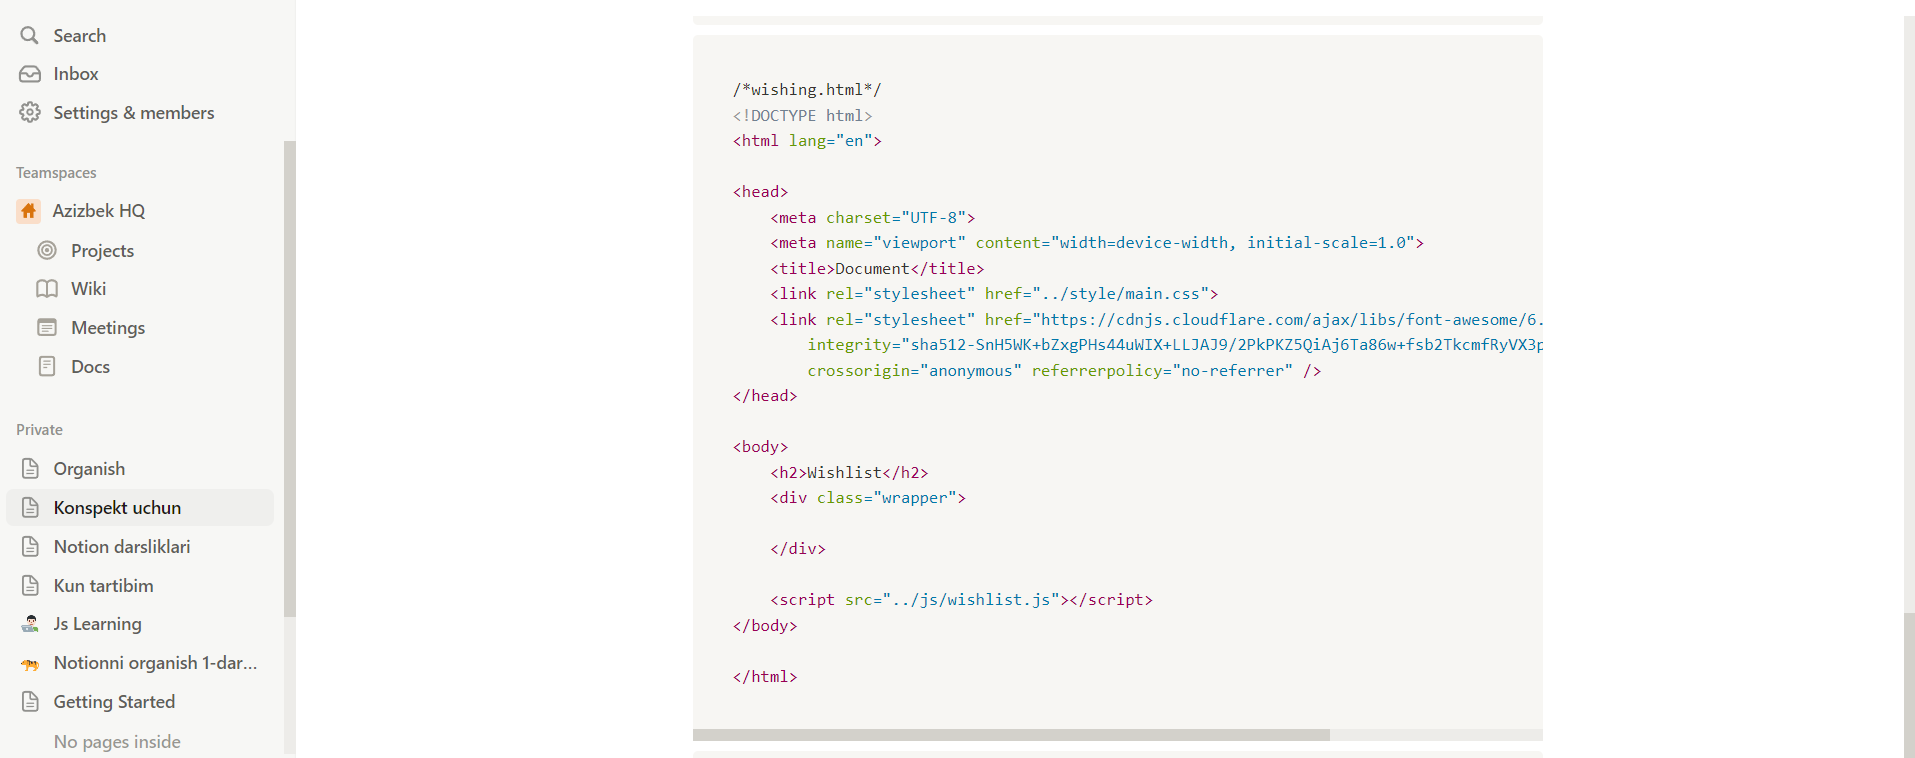 Search
Inbox
Settings & members
Teamspaces
Azizbek HQ
Projects
Wiki
Meetings
Docs
Private
Organish
Konspekt uchun
Notion darsliklari
Kun tartibim
Js Learning
Notionni organish 1-dar...
Getting Started
No pages inside
/*wishing.html*/
<!DOCTYPE html>
<html lang="en">
<head>
<meta charset="UTF-8">
<meta name="viewport" content="width=device-width, initial-scale=1.0">
<title>Document</title>
<link rel="stylesheet" href="../style/main.css">
<link rel="stylesheet" href="https://cdnjs.cloudflare.com/ajax/libs/font-awesome/6.
integrity="sha512-SnH5WK+bZxgPHs44uWIX+LLJAJ9/2PkPKZ5QiAj6Ta86w+fsb2TkcmfRyVX3p
crossorigin="anonymous" referrerpolicy="no-referrer" />
</head>
<body>
<h2>Wishlist</h2>
<div class="wrapper">
</div>
<script src="../js/wishlist.js"></script>
</body>
</html>